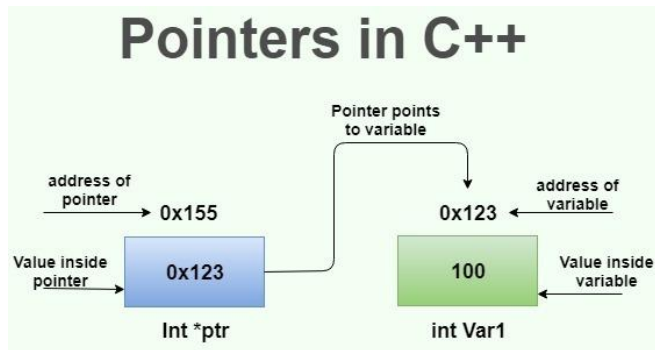 Pointers in C++
Pointer points
to variable
address of
pointer
0x155
0x123
address of
variable
Value inside
pointer
0x123
100
Value inside
variable
Int *ptr
int Var1